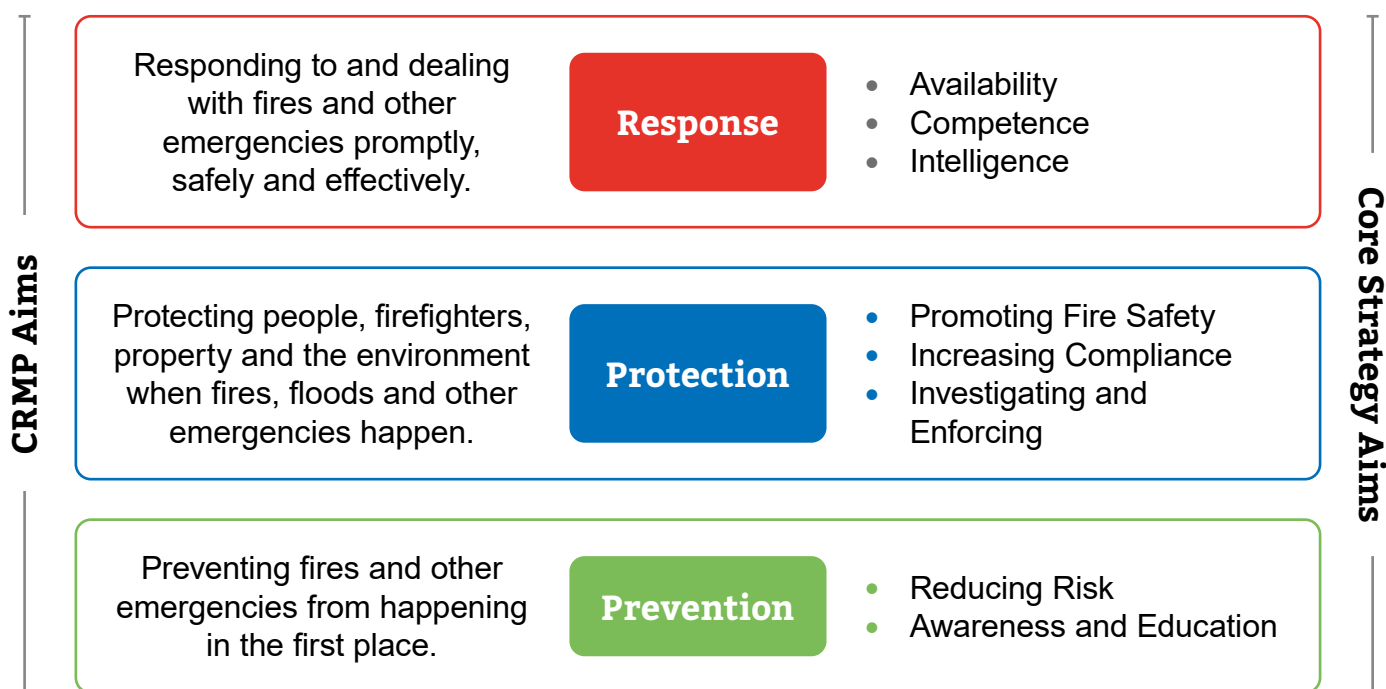 CRMP Aims
Responding to and dealing
with fires and other
emergencies promptly,
safely and effectively.
Response
• Availability
• Competence
• Intelligence
Protecting people, firefighters,
property and the environment
when fires, floods and other
emergencies happen.
Protection
• Promoting Fire Safety
• Increasing Compliance
• Investigating and
Enforcing
Preventing fires and other
emergencies from happening
in the first place.
Prevention
• Reducing Risk
• Awareness and Education
Core Strategy Aims